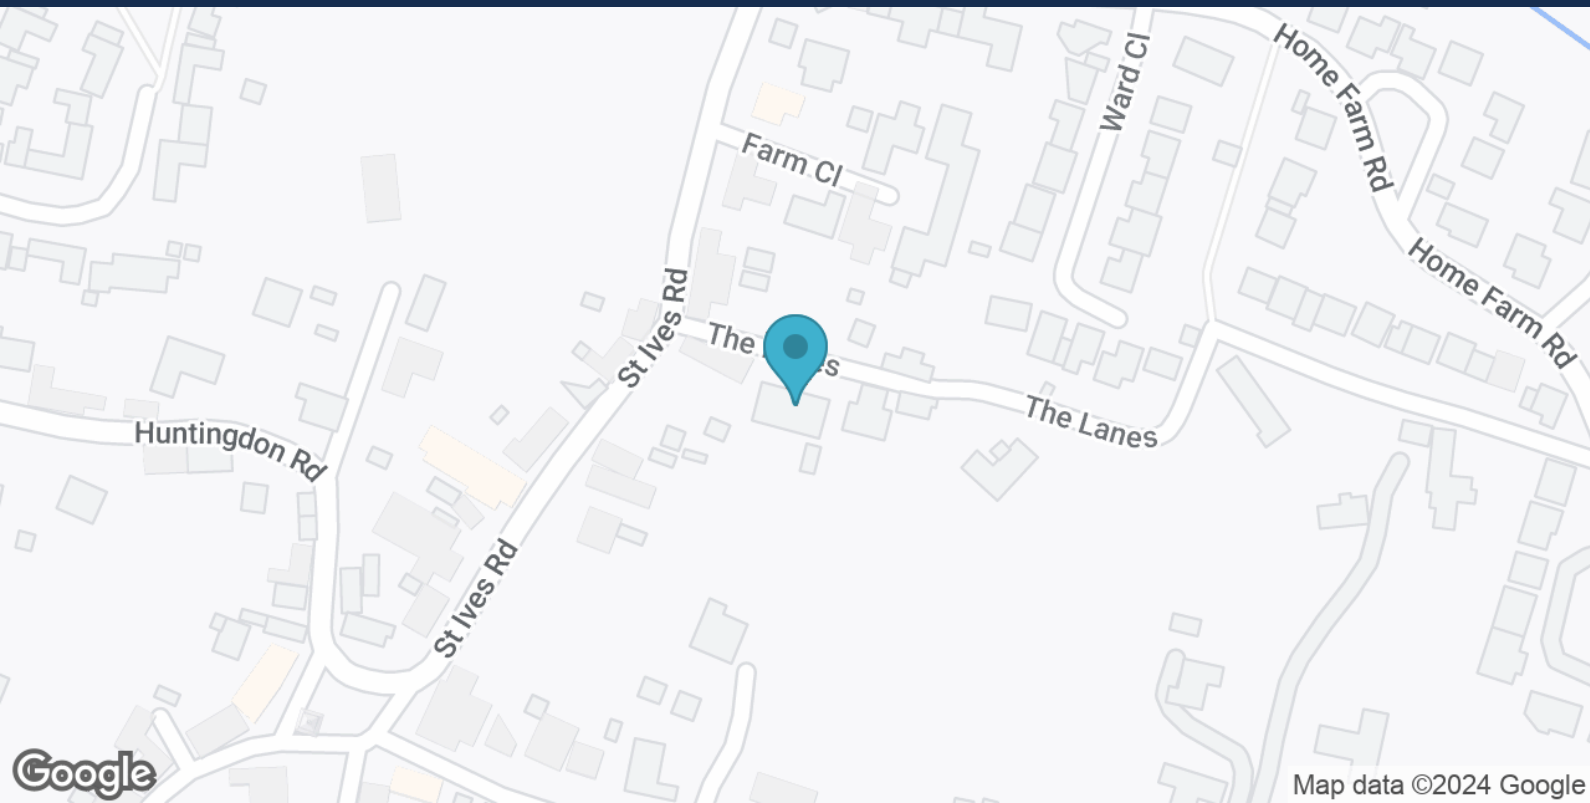 Home Farm Rd
Ward Cl
Farm Cl
Home Farm Rd
St Ives Rd
The Lanes
The Lanes
Huntingdon Rd
St Ives Rd
Google
Map data ©2024 Google